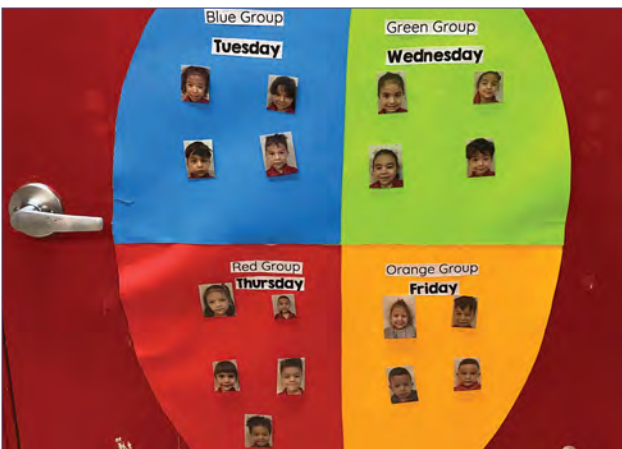 Blue Group
Tuesday
Green Group
Wednesday
Red Group
Thursday
Orange Group
Friday